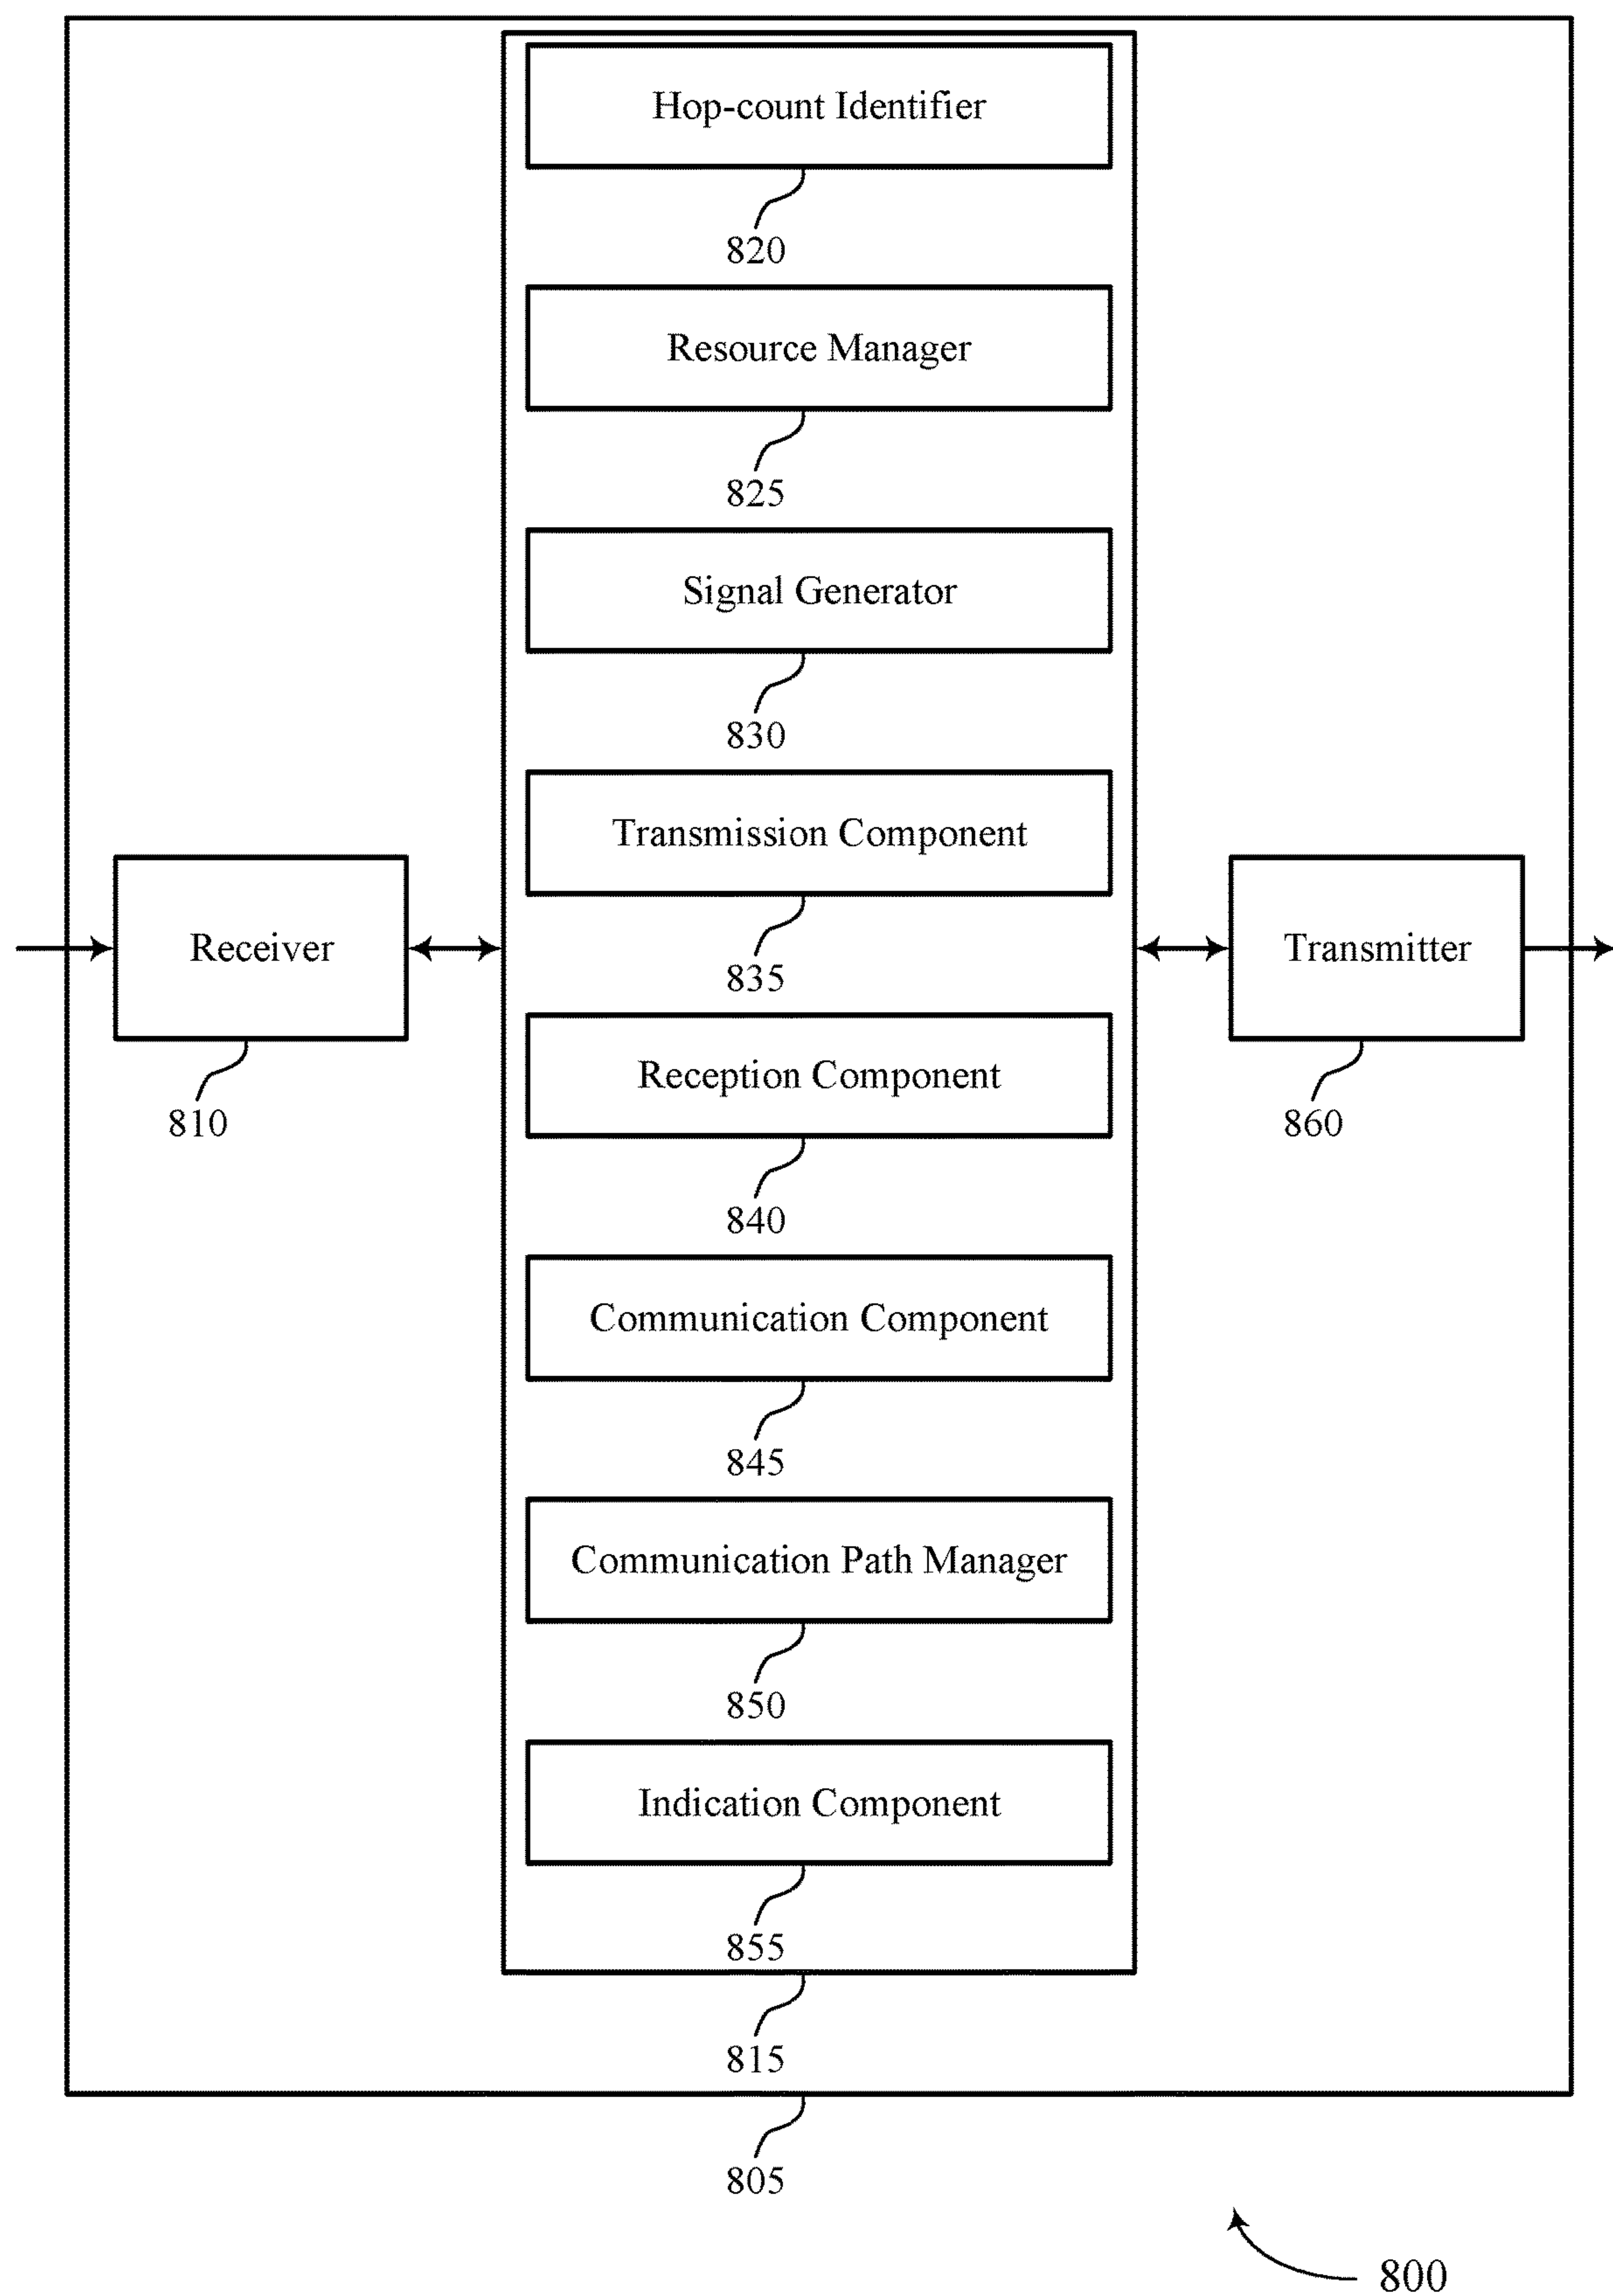 Hop-count Identifier
820
Resource Manager
825
Signal Generator
830
Transmission Component
835
Receiver
810
Transmitter
860
Reception Component
840
Communication Component
845
Communication Path Manager
850
Indication Component
855
815
805
800